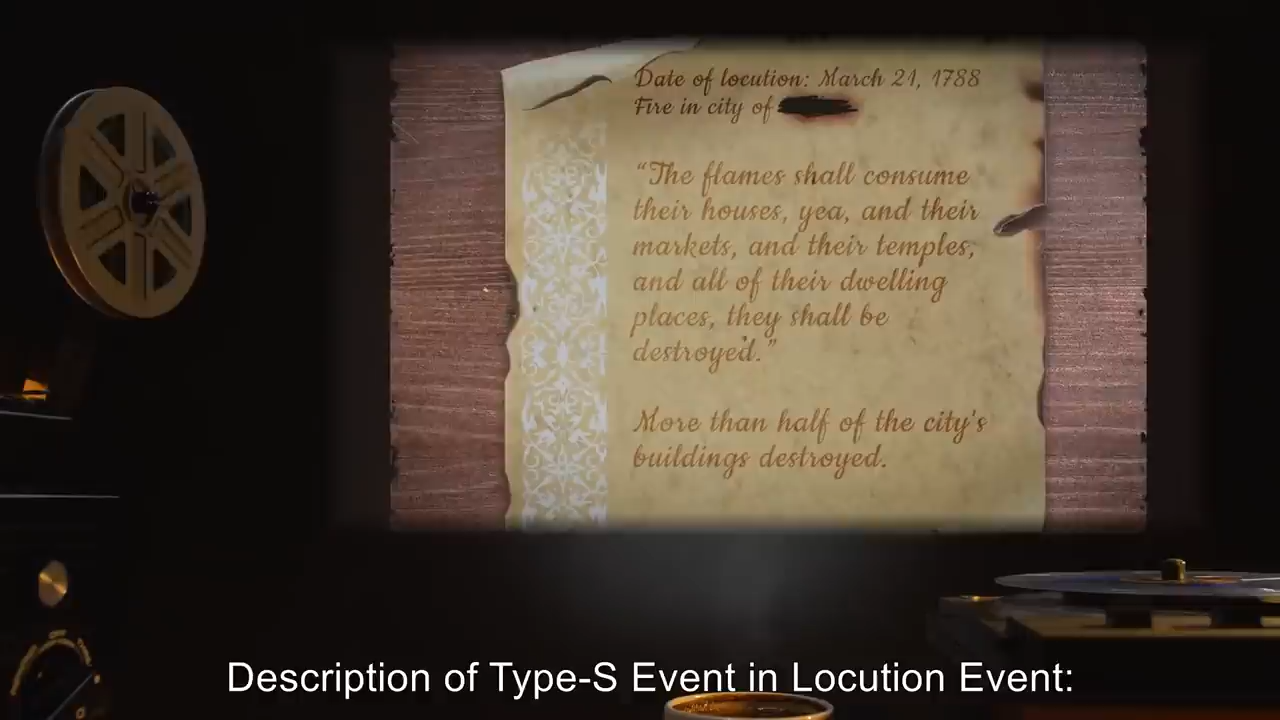 Date of locution: March 21, 1788
Fire in city of
“The flames shall consume
their houses, yea, and their
markets, and their temples,
and all of their dwelling
places, they shall be
destroyed.”
More than half of the city's
buildings destroyed.
Description of Type-S Event in Locution Event: